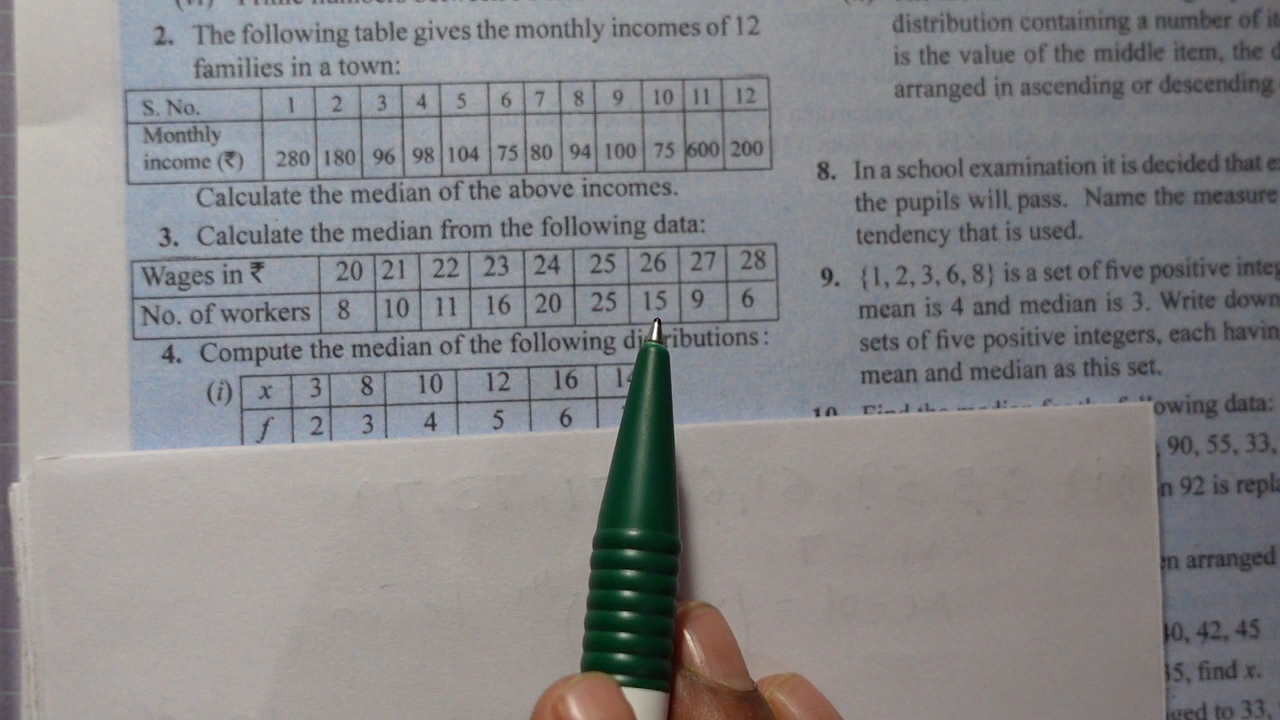 2. The following table gives the monthly incomes of 12
families in a town:
S. No. 1 2 3 4 5 6 7 8 9 10 11 12
Monthly
income (₹) 280 180 96 98 104 75 80 94 100 75 600 200
Calculate the median of the above incomes.
3. Calculate the median from the following data:
Wages in ₹ 20 21 22 23 24 25 26 27 28
No. of workers 8 10 11 16 20 25 15 9 6
4. Compute the median of the following distributions:
(i) x 3 8 10 12 16
f 2 3 4 5 6
distribution containing a number of
is the value of the middle item, the
arranged in ascending or descending
8. In a school examination it is decided that
the pupils will pass. Name the measure
tendency that is used.
9. {1, 2, 3, 6, 8} is a set of five positive
mean is 4 and median is 3. Write down
sets of five positive integers, each
mean and median as this set.
10. Find the median for the following data:
90, 55, 33,
92 is
arranged
40, 42, 45
find x.
to 33.